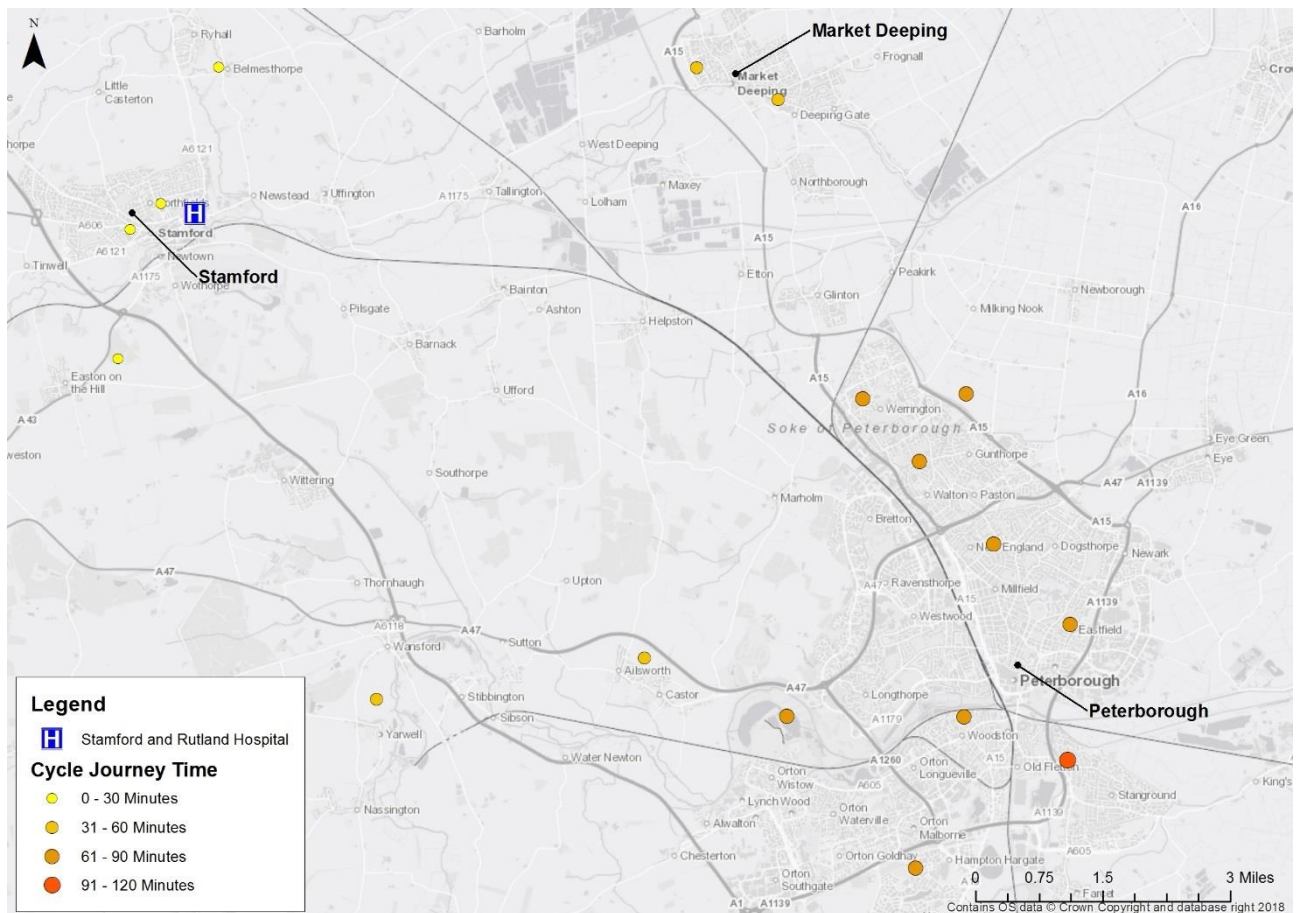 N
Ryhall
Barholm
A15
Market Deeping
Frognall
Belmesthorpe
Market
Deeping
Little
Casterton
Deeping Gate
A6121
West Deeping
Newstead
Uffington
A1175
Tallington
Maxey
Northborough
Lolham
A16
H
A606
Stamford
A6121
Newtown
A15
Tinwell
A1175
Stamford
Etton
Peakirk
Bainton
Glinton
Newborough
Pilsgate
Ashton
Milking Nook
Helpston
Barnack
A15
Easton on
the Hill
Ufford
A16
A43
Werrington
Soke of Peterborough
A15
Eye Green
Eye
Gunthorpe
Southorpe
Wittering
A47
A1139
Marholm
Walton
Paston
Bretton
A15
Dogsthorpe
Newark
A47
Thornhaugh
Upton
A47
Ravensthorpe
Millfield
A15
A1139
Westwood
A6118
A47
Sutton
Eastfield
Wansford
Ailsworth
Castor
A47
Longthorpe
Peterborough
Stibbington
Peterborough
Sibson
A1179
Woodston
Yarwell
Water Newton
A1260
Orton
Longueville
A15
Old Fletton
Orton
Wistow
A605
Stanground
King's
Nassington
Lynch Wood
Orton
Waterville
A1139
Alwalton
Orton
Malborne
A605
Chesterton
Orton Goldhay
Hampton Hargate
Orton
Southgate
Farcet
A1
A1139
Legend
H Stamford and Rutland Hospital
Cycle Journey Time
0 - 30 Minutes
31 - 60 Minutes
61 - 90 Minutes
91 - 120 Minutes
0 0.75 1.5 3 Miles
Contains OS data © Crown Copyright and database right 2018